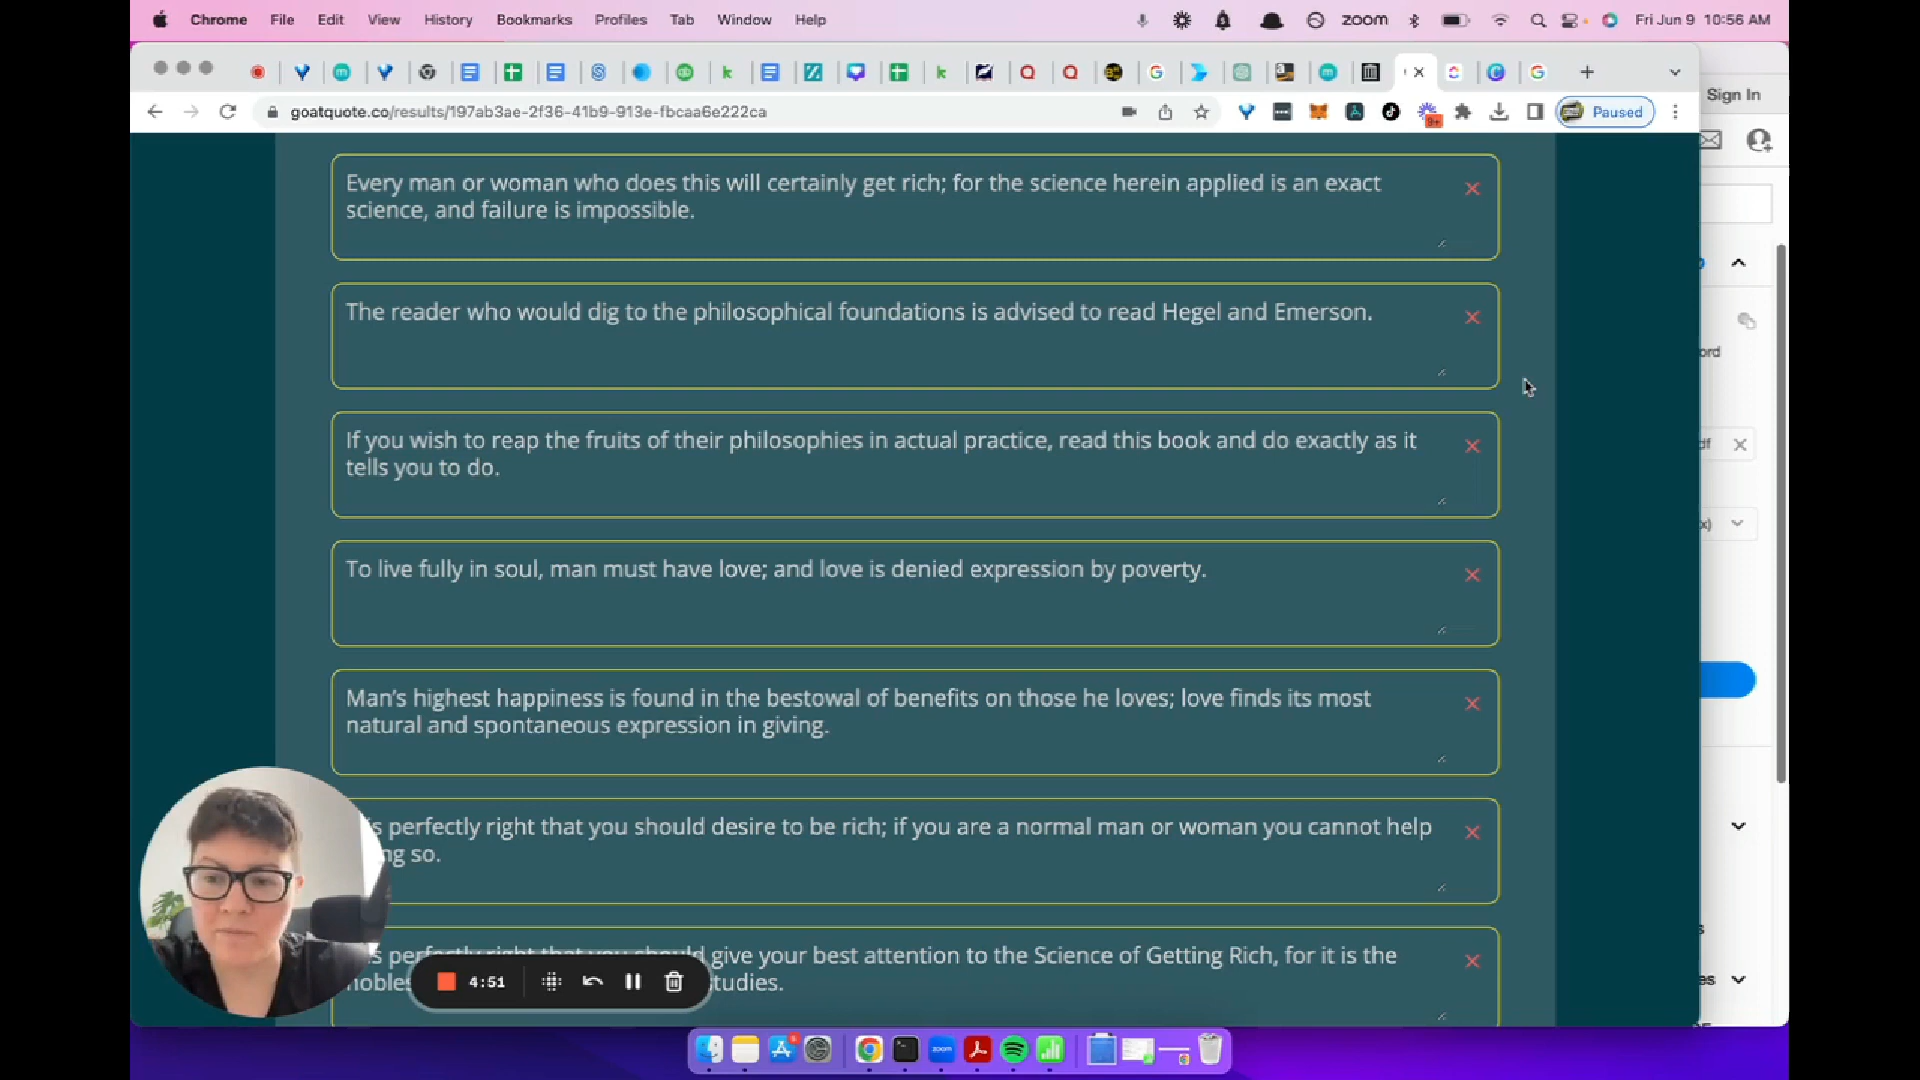 Chrome File Edit View History Bookmarks Profiles Tab Window Help zoom Fri Jun 9 10:56 AM
goatquote.co/results/197ab3ae-2f36-41b9-913e-fbcaa6e222ca 9+ Paused
Sign In
Every man or woman who does this will certainly get rich; for the science herein applied is an exact
science, and failure is impossible.
The reader who would dig to the philosophical foundations is advised to read Hegel and Emerson.
If you wish to reap the fruits of their philosophies in actual practice, read this book and do exactly as it
tells you to do.
To live fully in soul, man must have love; and love is denied expression by poverty.
Man's highest happiness is found in the bestowal of benefits on those he loves; love finds its most
natural and spontaneous expression in giving.
s perfectly right that you should desire to be rich; if you are a normal man or woman you cannot help
ng so.
s perfectly right that you should give your best attention to the Science of Getting Rich, for it is the
4:51
zoom